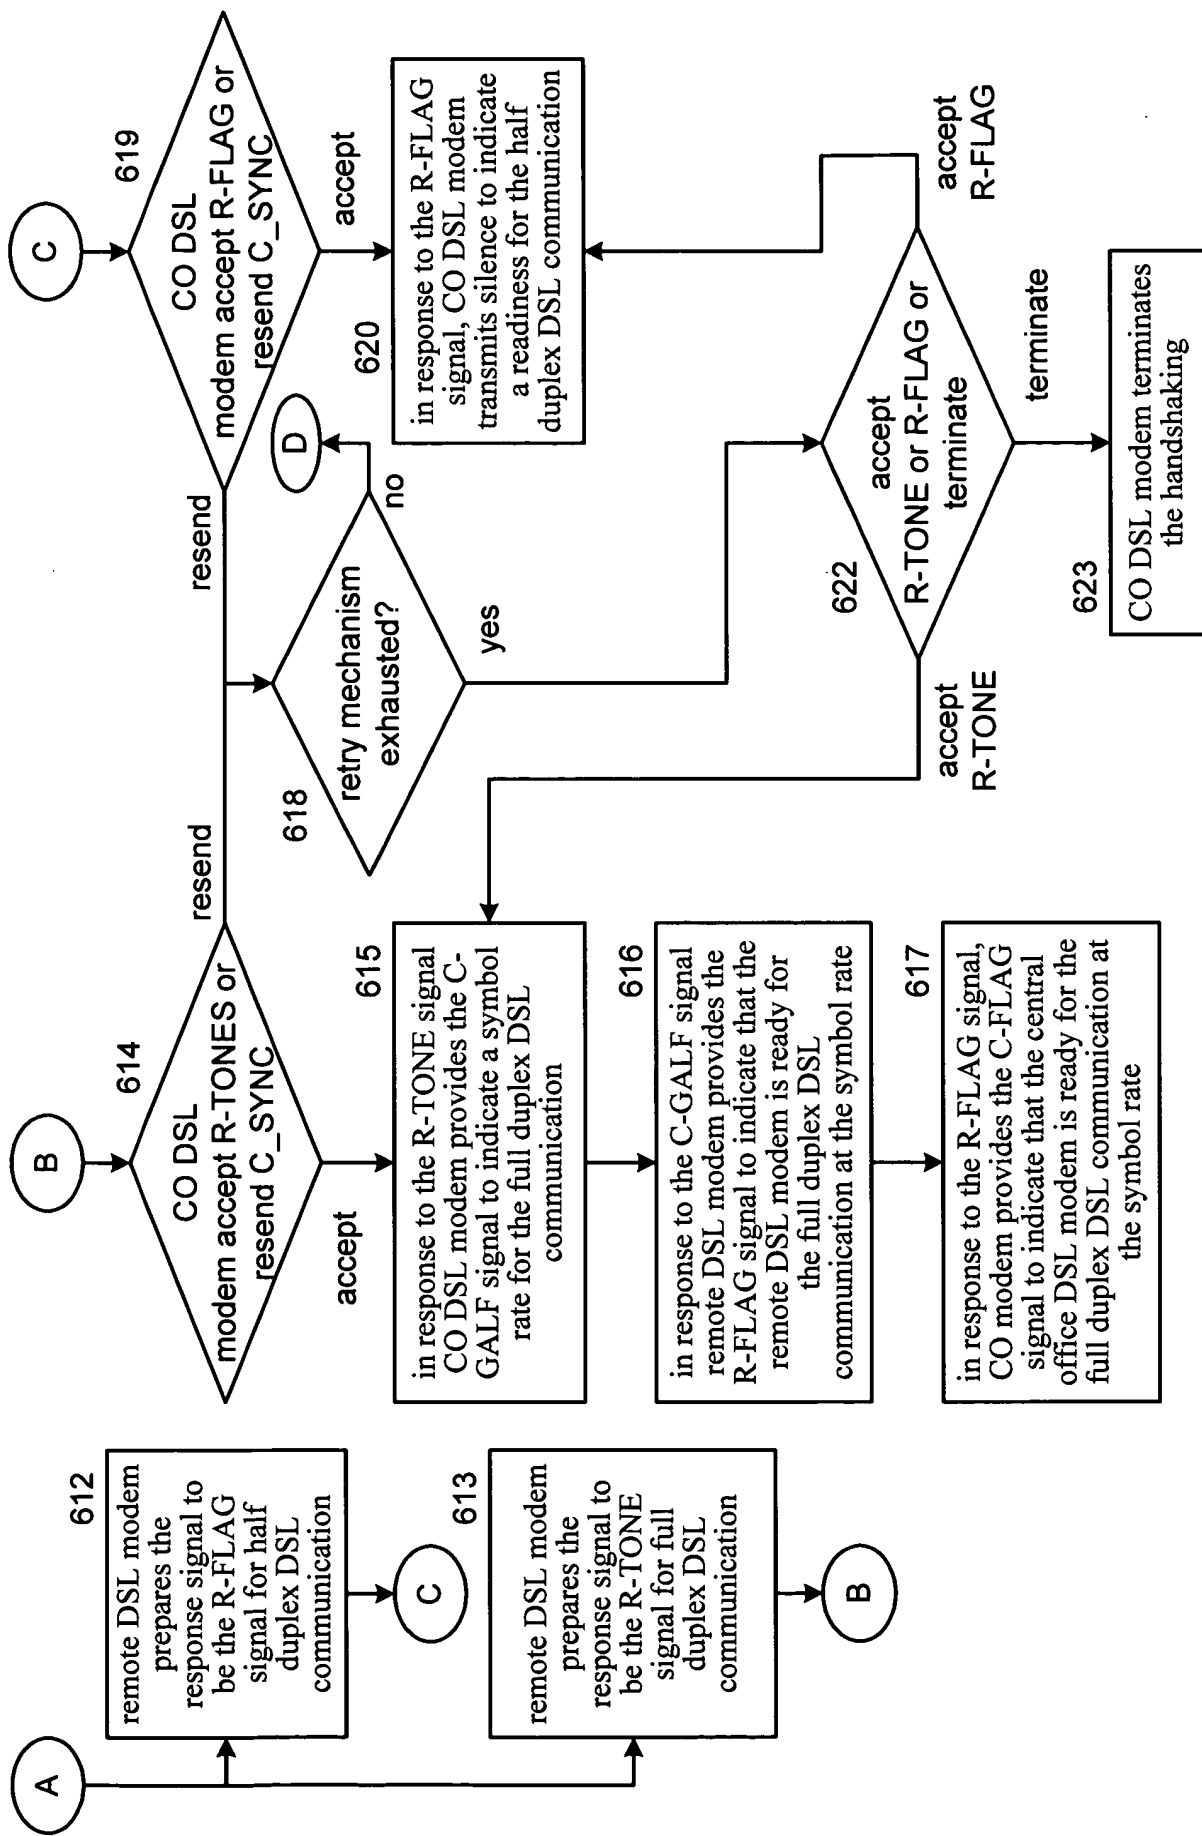 A
612
remote DSL modem
prepares the
response signal to
be the R-FLAG
signal for half
duplex DSL
communication
C
613
remote DSL modem
prepares the
response signal to
be the R-TONE
signal for full
duplex DSL
communication
B
B
614
CO DSL
modem accept R-TONES or
resend C_SYNC
resend
accept
615
in response to the R-TONE signal
CO DSL modem provides the C-
GALF signal to indicate a symbol
rate for the full duplex DSL
communication
616
in response to the C-GALF signal
remote DSL modem provides the
R-FLAG signal to indicate that the
remote DSL modem is ready for
the full duplex DSL
communication at the symbol rate
617
in response to the R-FLAG signal,
CO modem provides the C-FLAG
signal to indicate that the central
office DSL modem is ready for the
full duplex DSL communication at
the symbol rate
618
retry mechanism
exhausted?
no
yes
D
C
619
CO DSL
modem accept R-FLAG or
resend C_SYNC
resend
accept
620
in response to the R-FLAG
signal, CO DSL modem
transmits silence to indicate
a readiness for the half
duplex DSL communication
622
accept
R-TONE or R-FLAG or
terminate
accept
R-TONE
accept
R-FLAG
terminate
623
CO DSL modem terminates
the handshaking